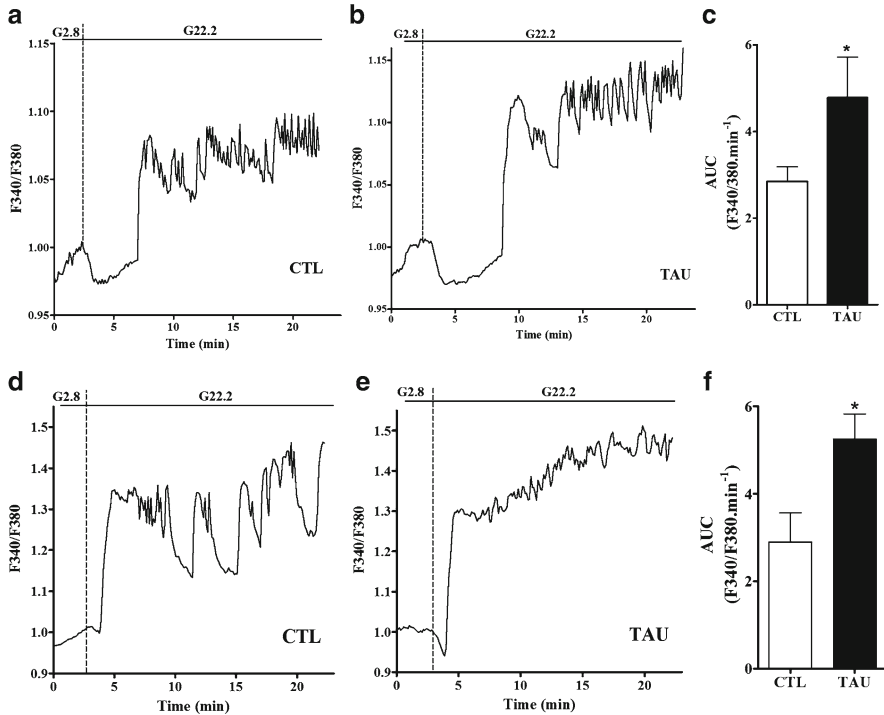 a
G2.8
G22.2
1.15
1.10
1.05
1.00
0.95
F340/F380
CTL
0
5
10
15
20
Time (min)
b
G2.8
G22.2
1.15
1.10
1.05
1.00
0.95
F340/F380
TAU
0
5
10
15
20
Time (min)
c
6
4
2
0
AUC
(F340/380.min⁻¹)
*
CTL
TAU
d
G2.8
G22.2
1.5
1.4
1.3
1.2
1.1
1.0
0.9
F340/F380
CTL
0
5
10
15
20
Time (min)
e
G2.8
G22.2
1.5
1.4
1.3
1.2
1.1
1.0
0.9
F340/F380
TAU
0
5
10
15
20
Time (min)
f
6
4
2
0
AUC
(F340/F380.min⁻¹)
*
CTL
TAU